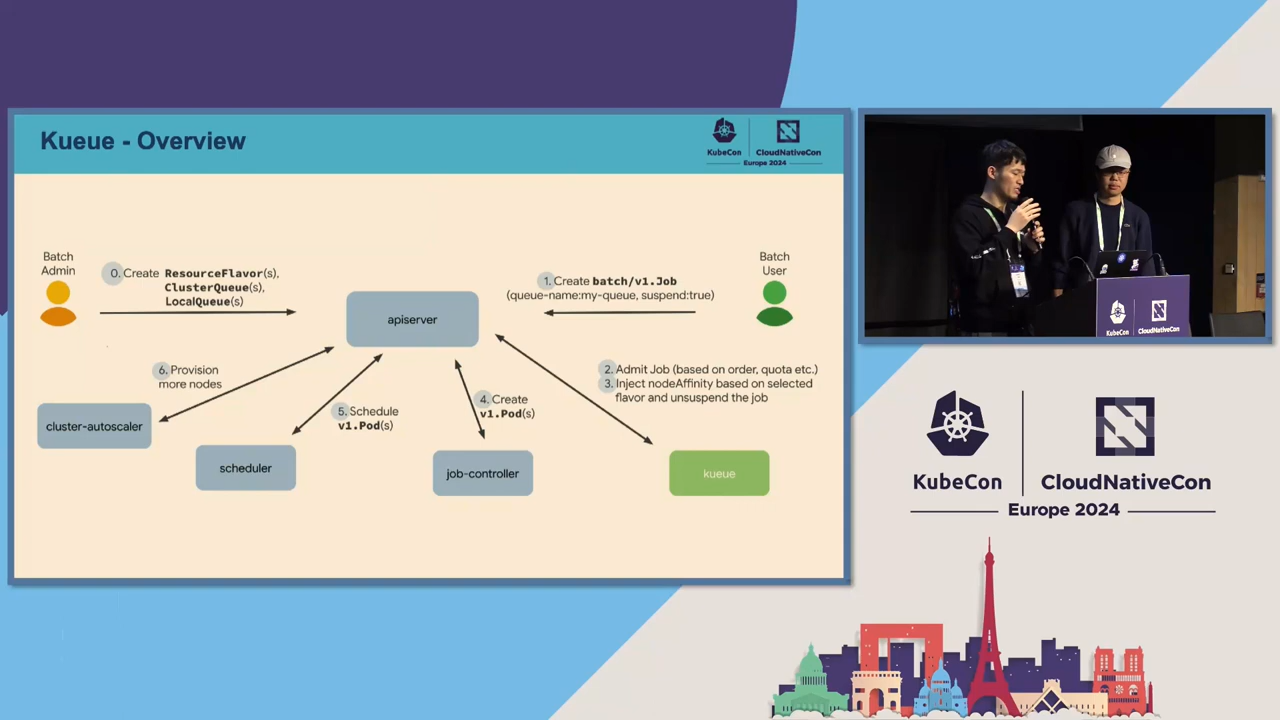 Kueue - Overview
KubeCon
CloudNativeCon
Europe 2024
Batch
Admin
0. Create ResourceFlavor(s),
ClusterQueue(s),
LocalQueue(s)
1. Create batch/v1.Job
(queue-name:my-queue, suspend:true)
Batch
User
apiserver
6. Provision
more nodes
5. Schedule
v1.Pod(s)
4. Create
v1.Pod(s)
2. Admit Job (based on order, quota etc.)
3. Inject nodeAffinity based on selected
flavor and unsuspend the job
cluster-autoscaler
scheduler
job-controller
kueue
KubeCon
CloudNativeCon
KubeCon
CloudNativeCon
Europe 2024